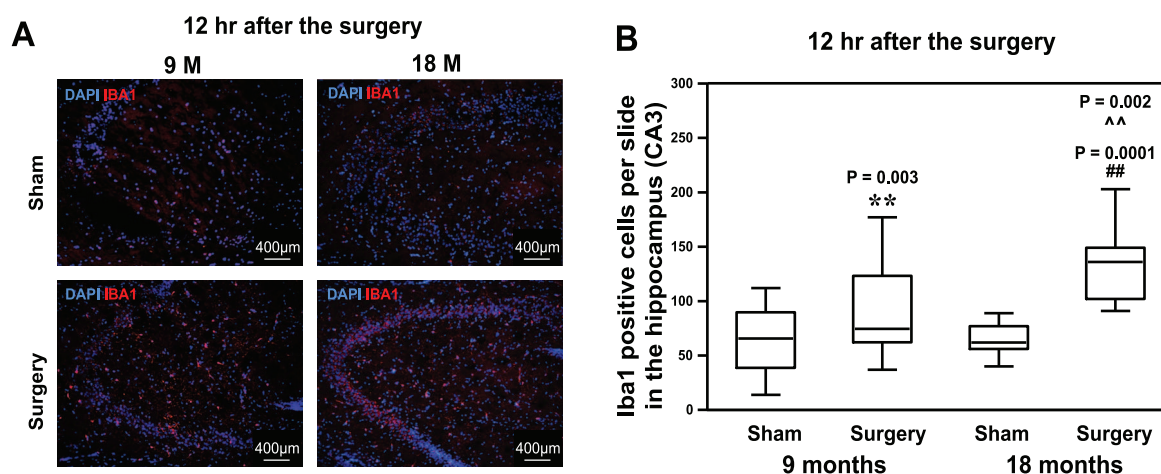 A
12 hr after the surgery
9 M
18 M
Sham
DAPI IBA1
400μm
DAPI IBA1
400μm
Surgery
DAPI IBA1
400μm
DAPI IBA1
400μm
B
12 hr after the surgery
Iba1 positive cells per slide
in the hippocampus (CA3)
300
250
200
150
100
50
0
P = 0.003
**
P = 0.002
^^
P = 0.0001
##
Sham
Surgery
Sham
Surgery
9 months
18 months